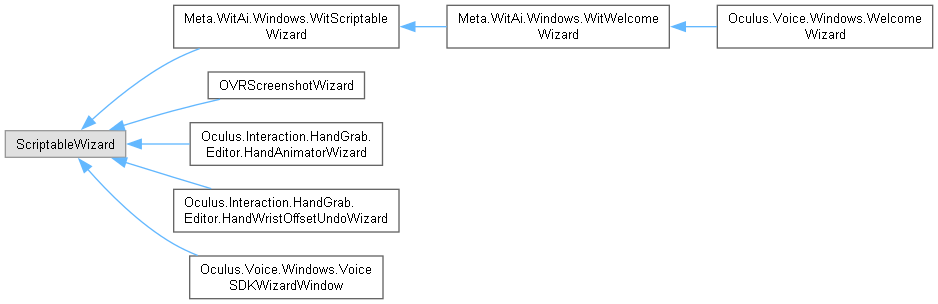 Meta.WitAi.Windows.WitScriptable
Wizard
Meta.WitAi.Windows.WitWelcome
Wizard
Oculus.Voice.Windows.Welcome
Wizard
OVRScreenshotWizard
ScriptableWizard
Oculus.Interaction.HandGrab.
Editor.HandAnimatorWizard
Oculus.Interaction.HandGrab.
Editor.HandWristOffsetUndoWizard
Oculus.Voice.Windows.Voice
SDKWizardWindow